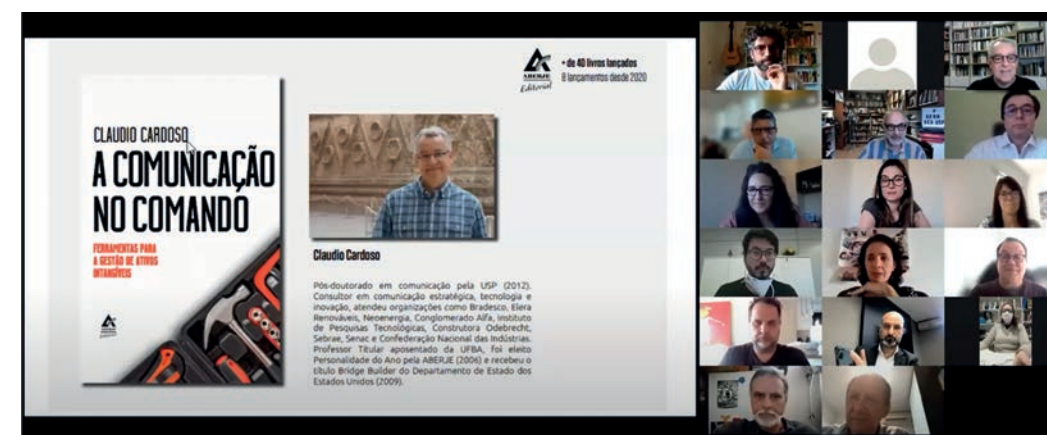 ABERJE
Editorial
+ de 40 livros lançados
8 lançamentos desde 2020
CLAUDIO CARDOSO
A COMUNICAÇÃO
NO COMANDO
FERRAMENTAS PARA
A GESTÃO DE ATIVOS
INTANGÍVEIS
Claudio Cardoso
Pós-doutorado em comunicação pela USP (2012).
Consultor em comunicação estratégica, tecnologia e
inovação, atendeu organizações como Bradesco, Elera
Renováveis, Neoenergia, Conglomerado Alfa, Instituto
de Pesquisas Tecnológicas, Construtora Odebrecht,
Sebrae, Senac e Confederação Nacional das Indústrias.
Professor Titular aposentado da UFBA, foi eleito
Personalidade do Ano pela ABERJE (2006) e recebeu o
título Bridge Builder do Departamento de Estado dos
Estados Unidos (2009).